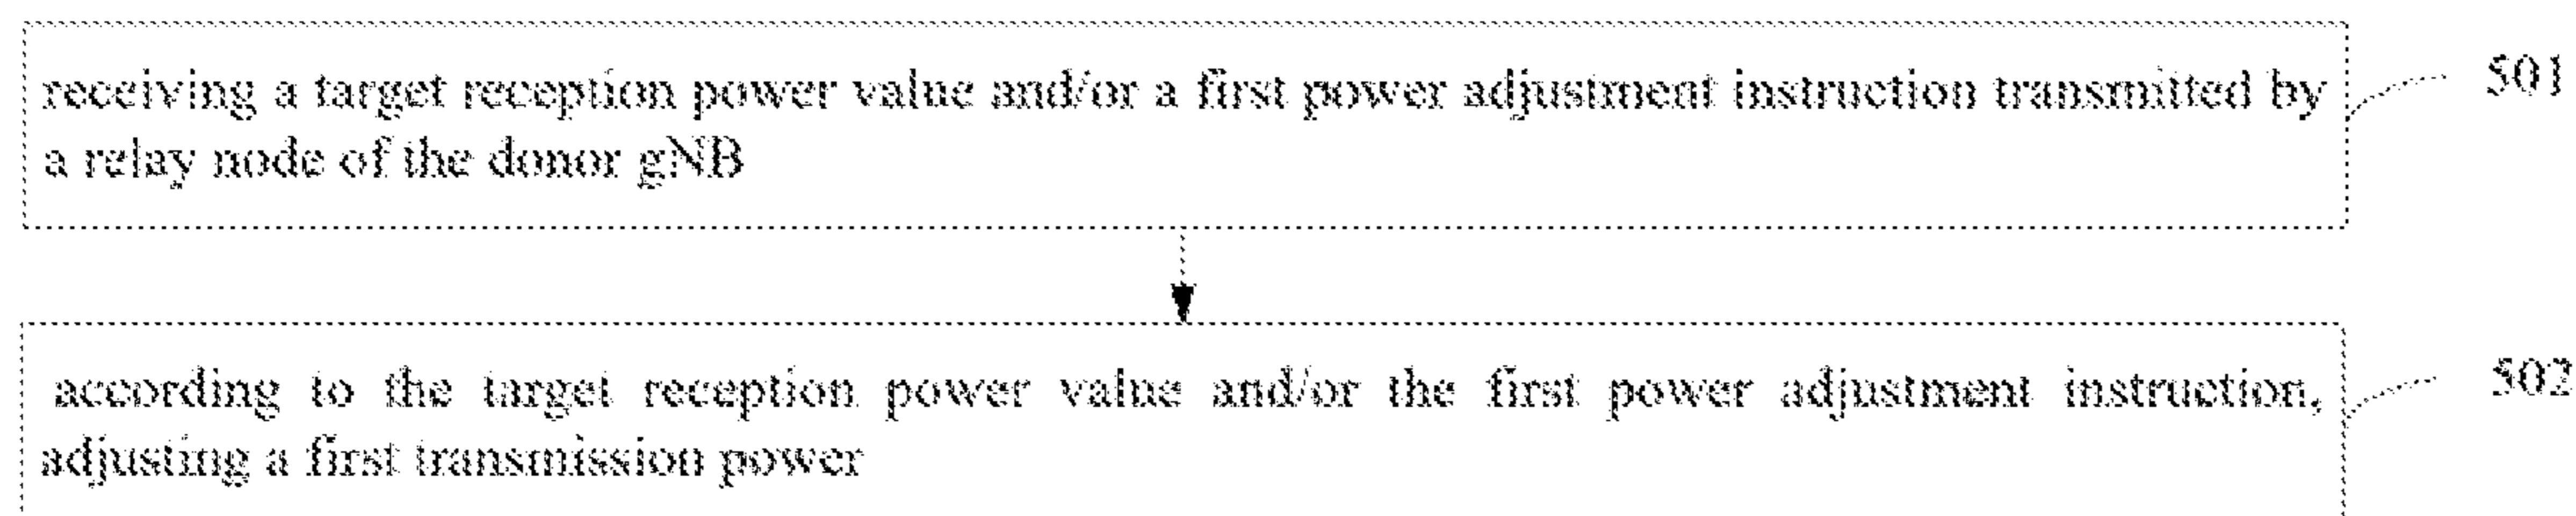 receiving a target reception power value and/or a first power adjustment instruction transmitted by
a relay node of the donor gNB
501
according to the target reception power value and/or the first power adjustment instruction,
adjusting a first transmission power
502